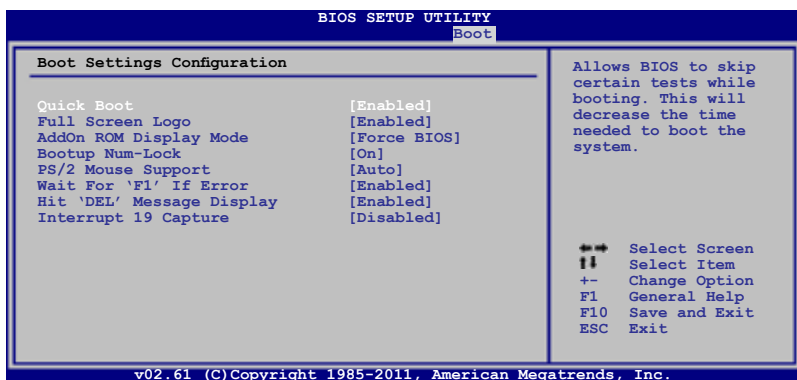 BIOS SETUP UTILITY
Boot
Boot Settings Configuration
Quick Boot [Enabled]
Full Screen Logo [Enabled]
AddOn ROM Display Mode [Force BIOS]
Bootup Num-Lock [On]
PS/2 Mouse Support [Auto]
Wait For ‘F1’ If Error [Enabled]
Hit ‘DEL’ Message Display [Enabled]
Interrupt 19 Capture [Disabled]
Allows BIOS to skip
certain tests while
booting. This will
decrease the time
needed to boot the
system.
Select Screen
Select Item
+- Change Option
F1 General Help
F10 Save and Exit
ESC Exit
v02.61 (C)Copyright 1985-2011, American Megatrends, Inc.